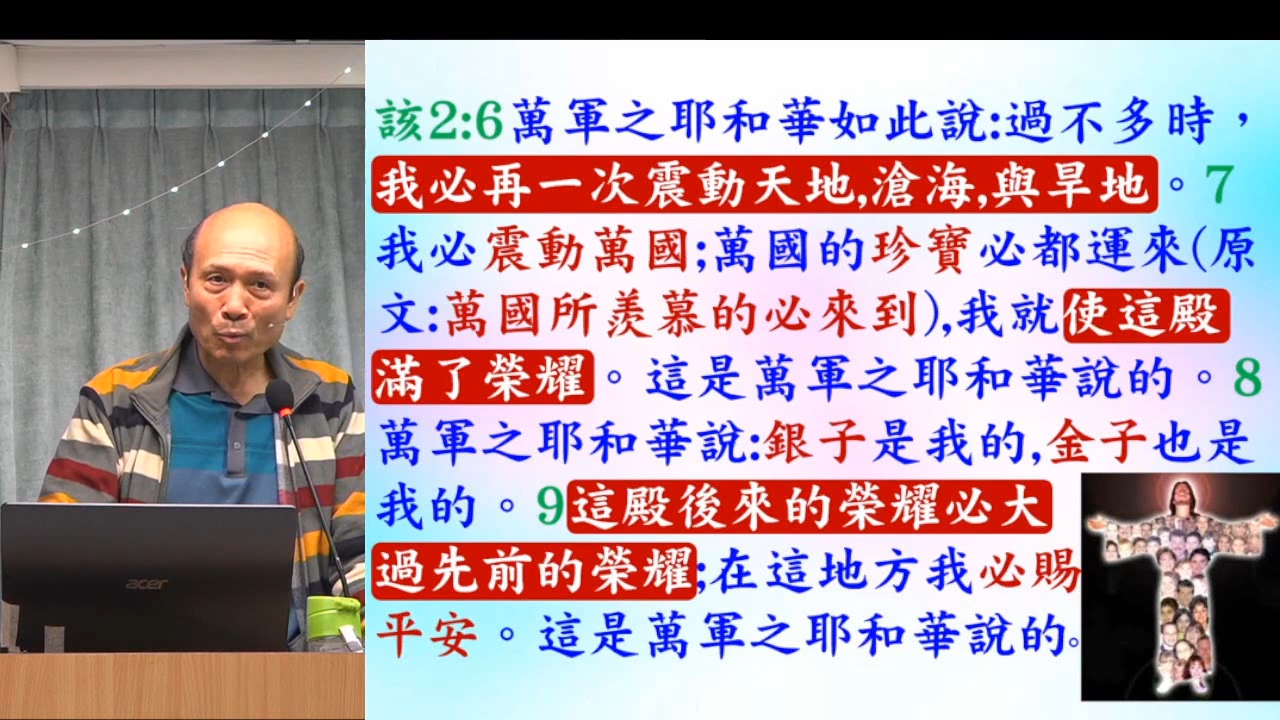 該2:6萬軍之耶和華如此說:過不多時，
我必再一次震動天地,滄海,與旱地。7
我必震動萬國;萬國的珍寶必都運來(原
文:萬國所羨慕的必來到),我就使這殿
滿了榮耀。這是萬軍之耶和華說的。8
萬軍之耶和華說:銀子是我的,金子也是
我的。9這殿後來的榮耀必大
過先前的榮耀;在這地方我必賜
平安。這是萬軍之耶和華說的。
acer